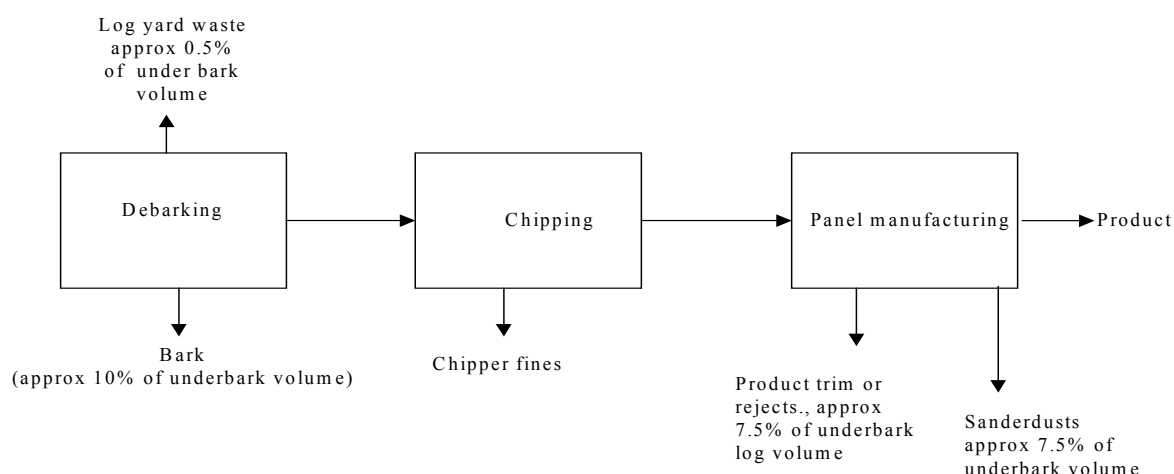 Log yard waste
approx 0.5%
of under bark
volume
Debarking
Chipping
Panel manufacturing
Product
Bark
(approx 10% of underbark volume)
Chipper fines
Product trim or
rejects., approx
7.5% of underbark
log volume
Sanderdusts
approx 7.5% of
underbark volume